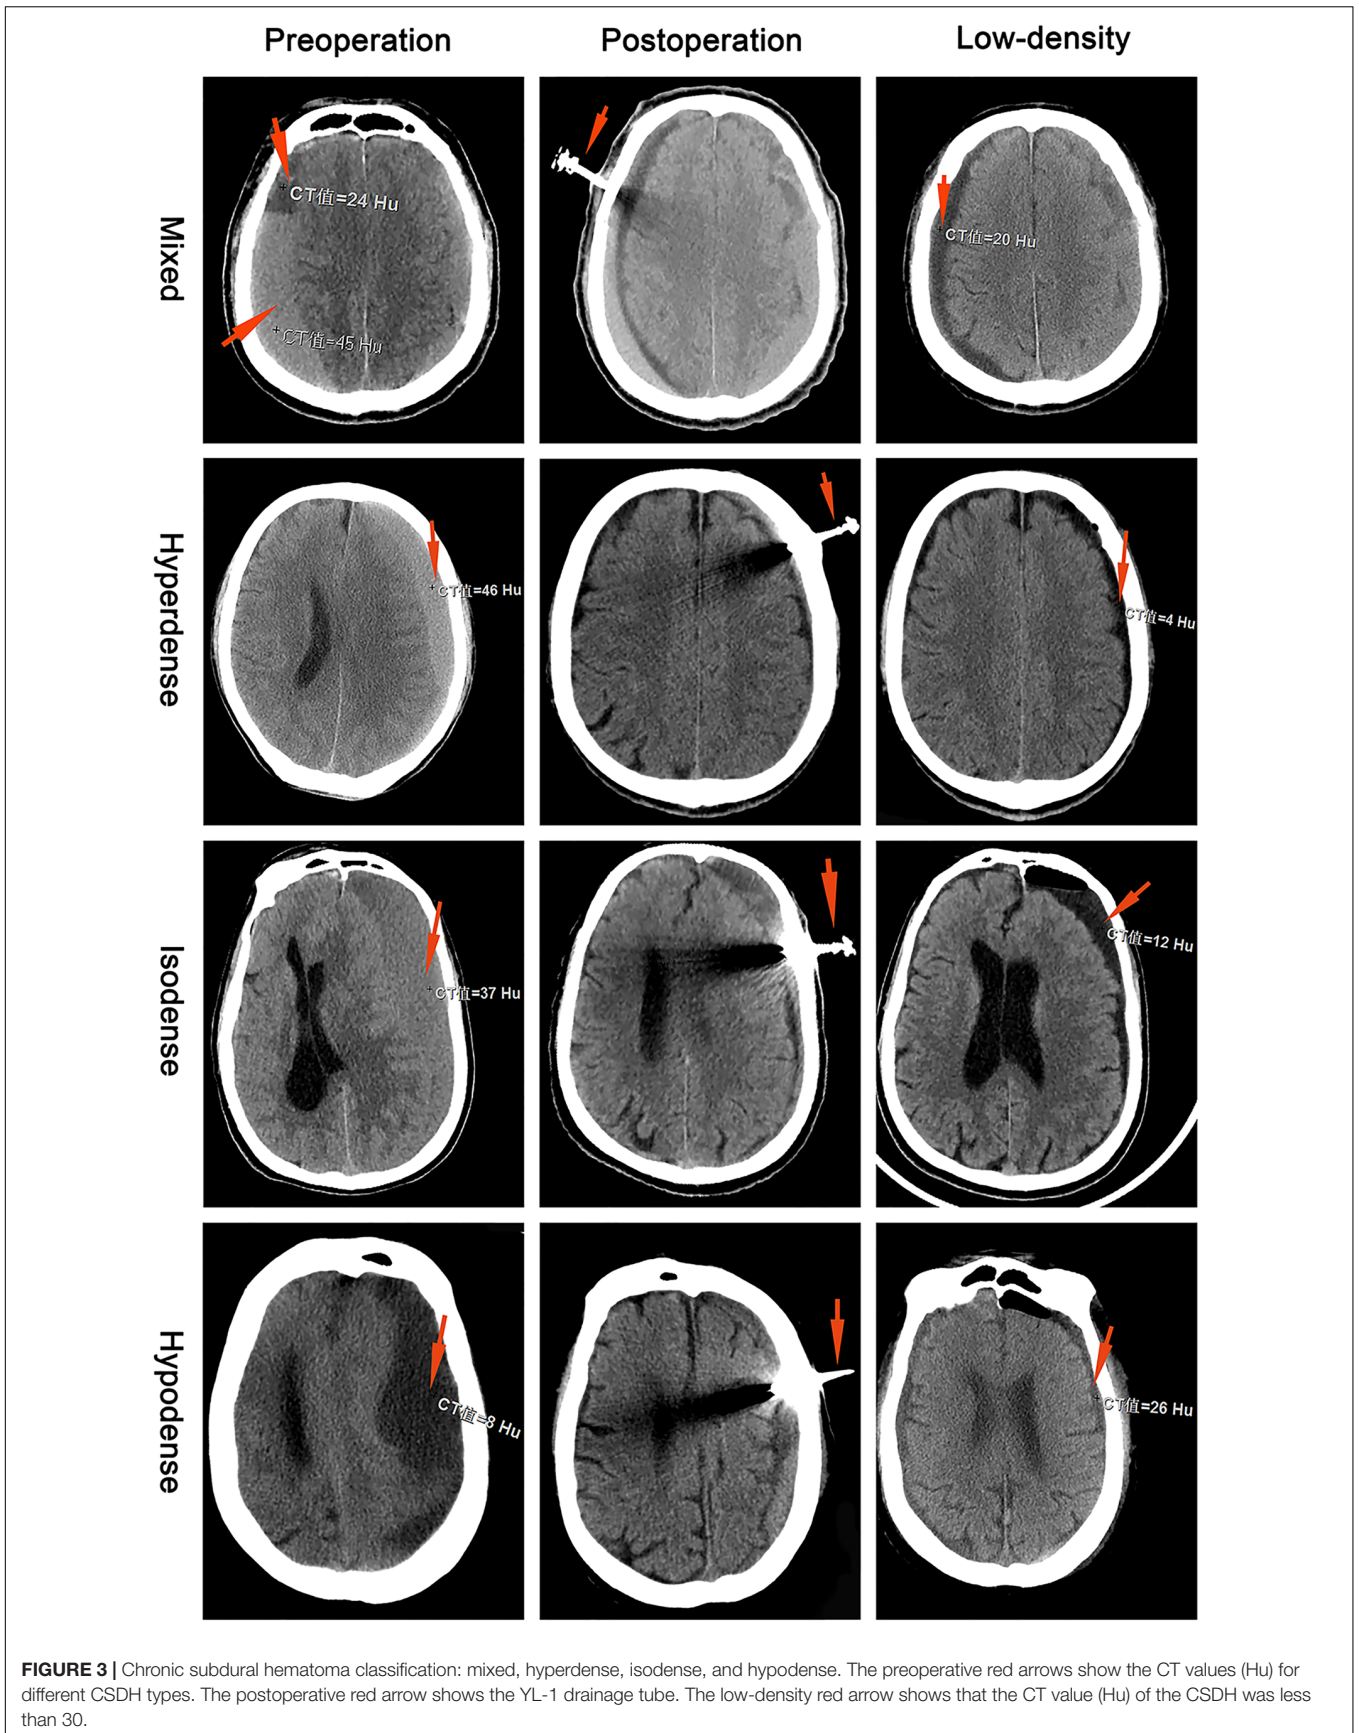 Preoperation Postoperation Low-density
Mixed
CT值=24 Hu
CT值=45 Hu
CT值=20 Hu
Hyperdense
CT值=46 Hu
CT值=4 Hu
Isodense
CT值=37 Hu
CT值=12 Hu
Hypodense
CT值=8 Hu
CT值=26 Hu
FIGURE 3 | Chronic subdural hematoma classification: mixed, hyperdense, isodense, and hypodense. The preoperative red arrows show the CT values (Hu) for
different CSDH types. The postoperative red arrow shows the YL-1 drainage tube. The low-density red arrow shows that the CT value (Hu) of the CSDH was less
than 30.